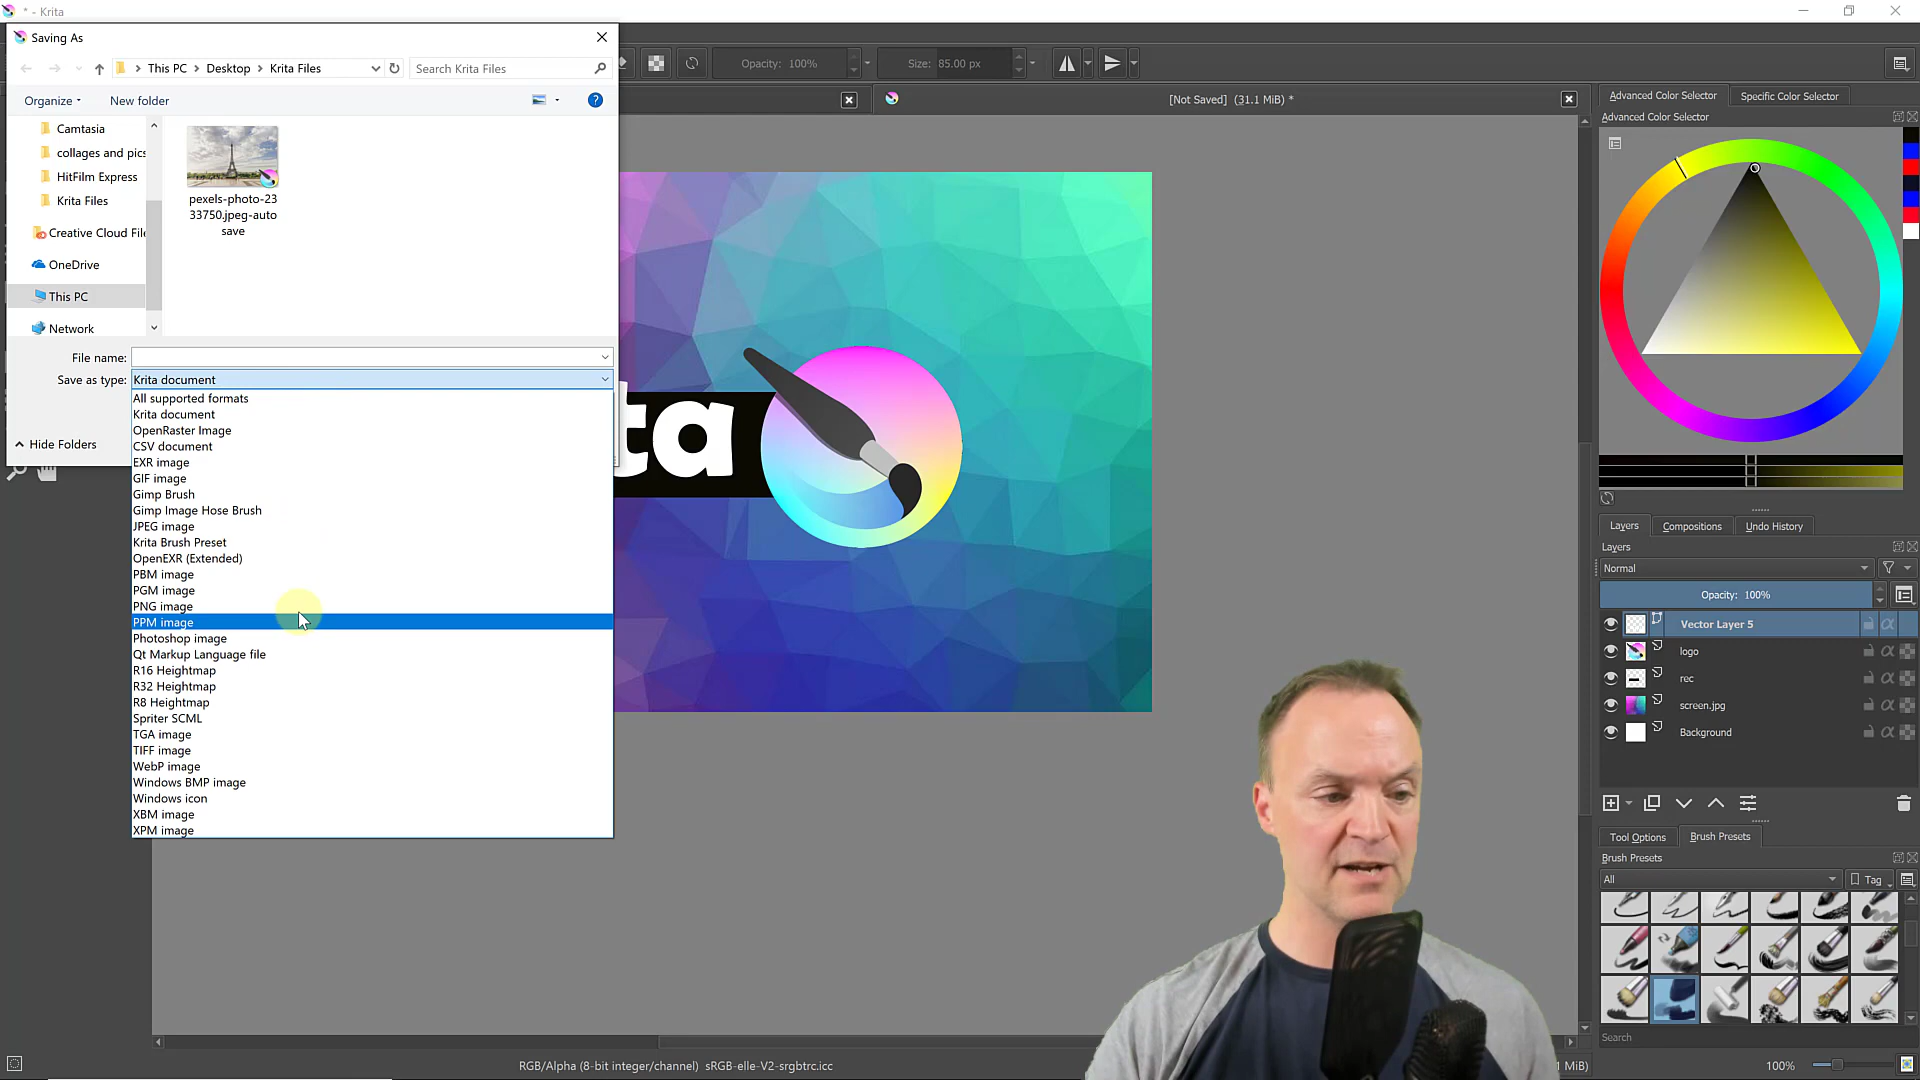 * - Krita
Saving As
This PC
Desktop
Krita Files
Search Krita Files
Organize
New folder
Camtasia
collages and pics
HitFilm Express
Krita Files
Creative Cloud File
OneDrive
This PC
Network
pexels-photo-23
33750.jpeg-auto
save
File name:
Save as type:
Krita document
All supported formats
Krita document
OpenRaster Image
CSV document
EXR image
GIF image
Gimp Brush
Gimp Image Hose Brush
JPEG image
Krita Brush Preset
OpenEXR (Extended)
PBM image
PGM image
PNG image
PPM image
Photoshop image
Qt Markup Language file
R16 Heightmap
R32 Heightmap
R8 Heightmap
Spriter SCML
TGA image
TIFF image
WebP image
Windows BMP image
Windows icon
XBM image
XPM image
Hide Folders
Opacity: 100%
Size: 85.00 px
[Not Saved] (31.1 MiB) *
ta
Advanced Color Selector
Specific Color Selector
Advanced Color Selector
Layers
Compositions
Undo History
Layers
Normal
Opacity: 100%
Vector Layer 5
logo
rec
screen.jpg
Background
Tool Options
Brush Presets
Brush Presets
All
Tag
Search
RGB/Alpha (8-bit integer/channel) sRGB-elle-V2-srgbtrc.icc
MiB)
100%